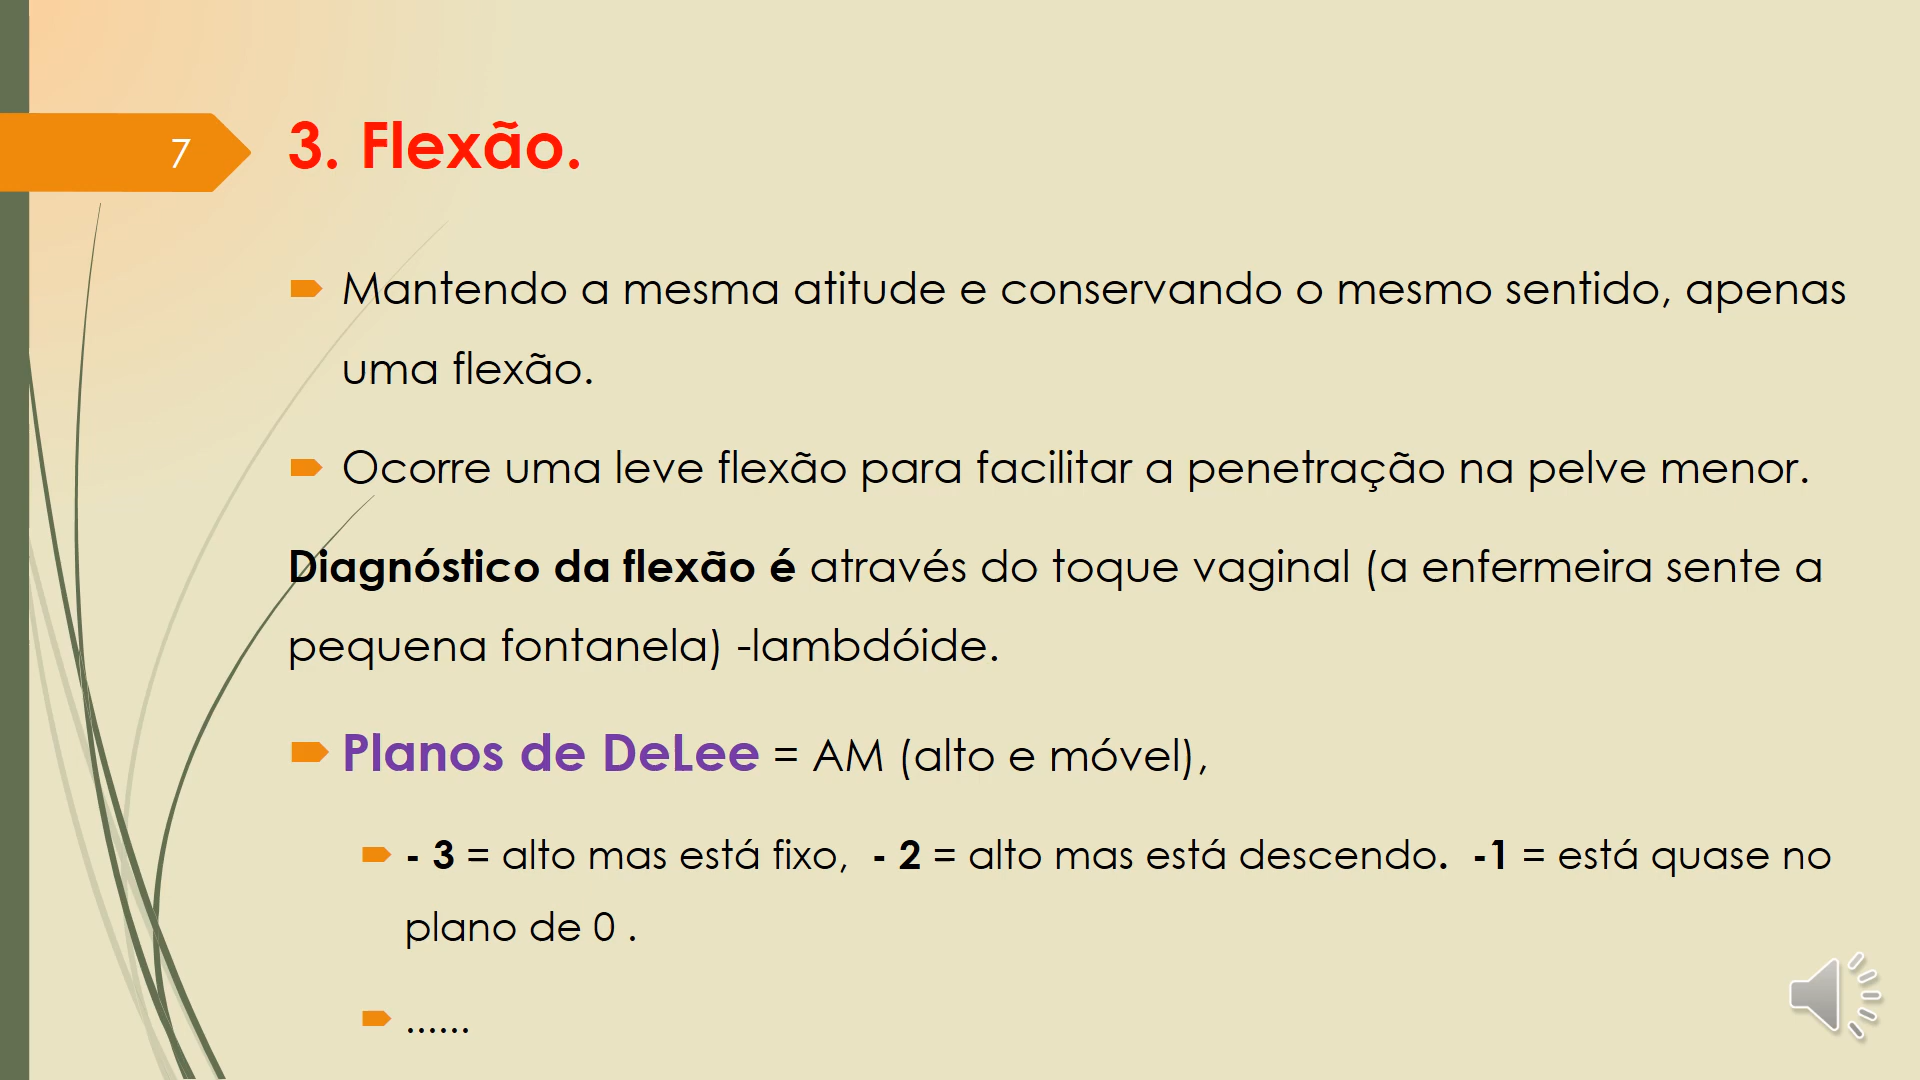 7
3. Flexão.
Mantendo a mesma atitude e conservando o mesmo sentido, apenas
uma flexão.
Ocorre uma leve flexão para facilitar a penetração na pelve menor.
Diagnóstico da flexão é através do toque vaginal (a enfermeira sente a
pequena fontanela) -lambdóide.
Planos de DeLee = AM (alto e móvel),
- 3 = alto mas está fixo, - 2 = alto mas está descendo. -1 = está quase no
plano de 0 .
......